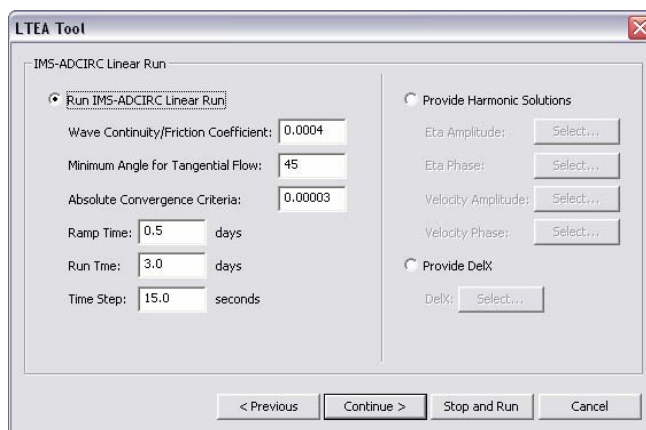 LTEA Tool
IMS-ADCIRC Linear Run
Run IMS-ADCIRC Linear Run
Wave Continuity/Friction Coefficient: 0.0004
Minimum Angle for Tangential Flow: 45
Absolute Convergence Criteria: 0.00003
Ramp Time: 0.5 days
Run Tme: 3.0 days
Time Step: 15.0 seconds
Provide Harmonic Solutions
Eta Amplitude: Select...
Eta Phase: Select...
Velocity Amplitude: Select...
Velocity Phase: Select...
Provide DelX
DelX: Select...
< Previous Continue > Stop and Run Cancel